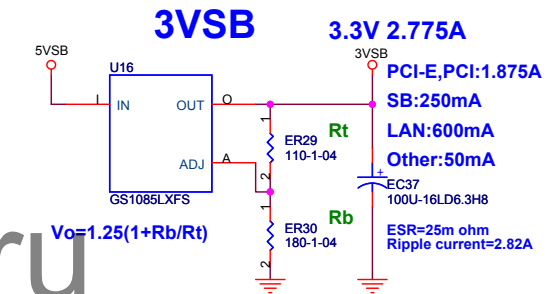 3VSB
3.3V 2.775A
5VSB
3VSB
U16
PCI-E,PCI:1.875A
I
IN
OUT
O
SB:250mA
1
Rt
ER29
110-1-04
LAN:600mA
ADJ
A
2
Other:50mA
+
EC37
100U-16LD6.3H8
GS1085LXFS
1
Rb
ER30
180-1-04
Vo=1.25(1+Rb/Rt)
ESR=25m ohm
Ripple current=2.82A
2
ru